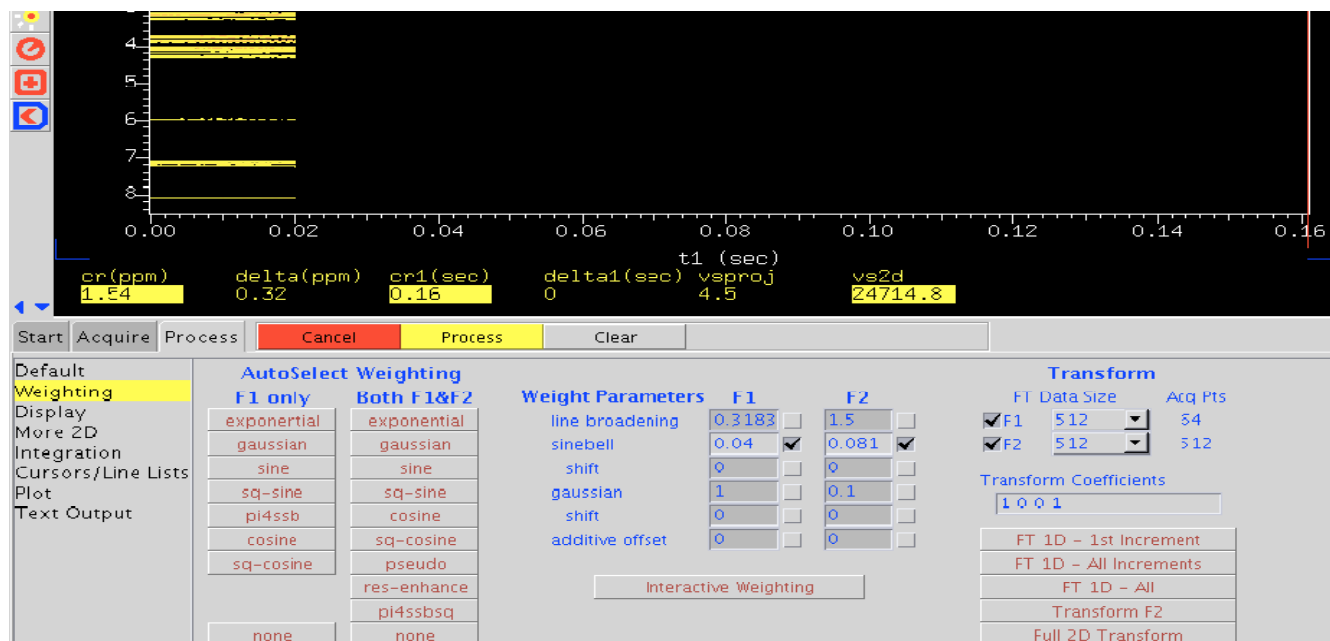 4
5
6
7
8
0.00 0.02 0.04 0.06 0.08 0.10 0.12 0.14 0.16
t1 (sec)
cr(ppm) delta(ppm) cr1(sec) delta1(sec) vsproj vs2d
1.54 0.32 0.16 0 4.5 24714.8
Start Acquire Process Cancel Process Clear
Default
Weighting
Display
More 2D
Integration
Cursors/Line Lists
Plot
Text Output
AutoSelect Weighting
F1 only Both F1&F2
exponential exponential
gaussian gaussian
sine sine
sq-sine sq-sine
pi4ssb cosine
cosine sq-cosine
sq-cosine pseudo
res-enhance
pi4ssbsq
none none
Weight Parameters F1 F2
line broadening 0.3183 1.5
sinebell 0.04 0.081
shift 0 0
gaussian 1 0.1
shift 0 0
additive offset 0 0
Interactive Weighting
Transform
FT Data Size Acq Pts
F1 512 64
F2 512 512
Transform Coefficients
1 0 0 1
FT 1D - 1st Increment
FT 1D - All Increments
FT 1D - All
Transform F2
Full 2D Transform